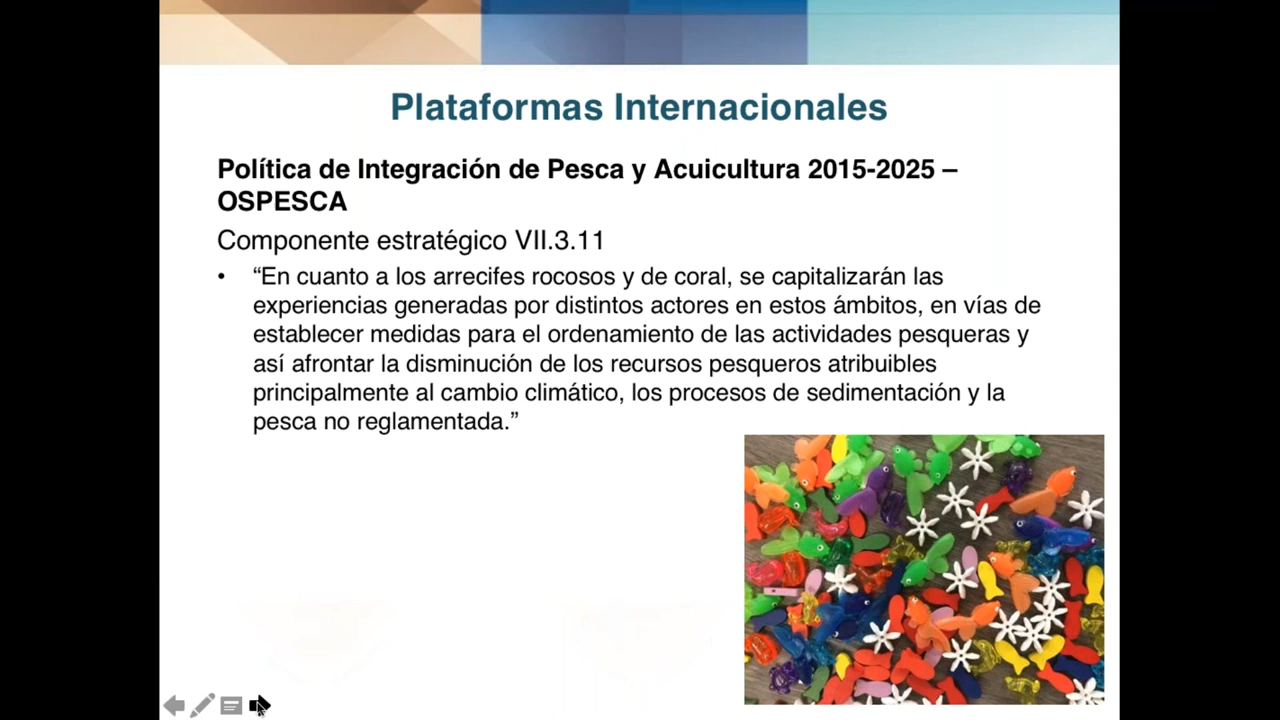 Plataformas Internacionales
Política de Integración de Pesca y Acuicultura 2015-2025 –
OSPESCA
Componente estratégico VII.3.11
• “En cuanto a los arrecifes rocosos y de coral, se capitalizarán las
experiencias generadas por distintos actores en estos ámbitos, en vías de
establecer medidas para el ordenamiento de las actividades pesqueras y
así afrontar la disminución de los recursos pesqueros atribuibles
principalmente al cambio climático, los procesos de sedimentación y la
pesca no reglamentada.”